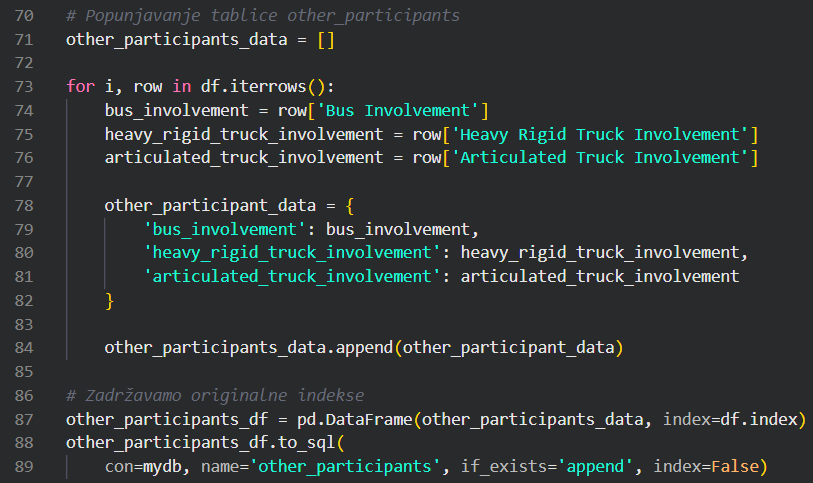 70 # Popunjavanje tablice other_participants
71 other_participants_data = []
72
73 for i, row in df.iterrows():
74     bus_involvement = row['Bus Involvement']
75     heavy_rigid_truck_involvement = row['Heavy Rigid Truck Involvement']
76     articulated_truck_involvement = row['Articulated Truck Involvement']
77
78     other_participant_data = {
79         'bus_involvement': bus_involvement,
80         'heavy_rigid_truck_involvement': heavy_rigid_truck_involvement,
81         'articulated_truck_involvement': articulated_truck_involvement
82     }
83
84     other_participants_data.append(other_participant_data)
85
86 # Zadržavamo originalne indekse
87 other_participants_df = pd.DataFrame(other_participants_data, index=df.index)
88 other_participants_df.to_sql(
89     con=mydb, name='other_participants', if_exists='append', index=False)